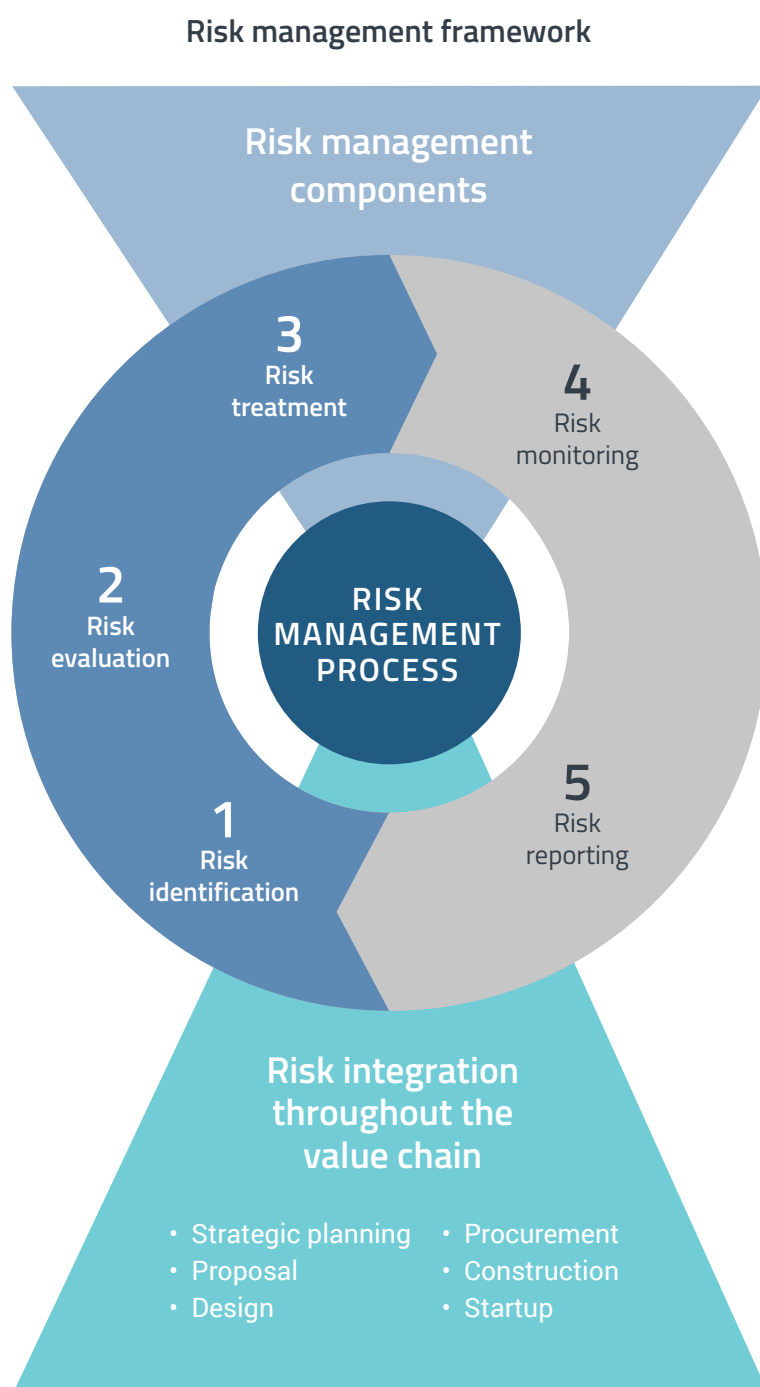 Risk management framework
Risk management
components
3
Risk
treatment
4
Risk
monitoring
2
Risk
evaluation
RISK
MANAGEMENT
PROCESS
1
Risk
identification
5
Risk
reporting
Risk integration
throughout the
value chain
• Strategic planning
• Proposal
• Design
• Procurement
• Construction
• Startup